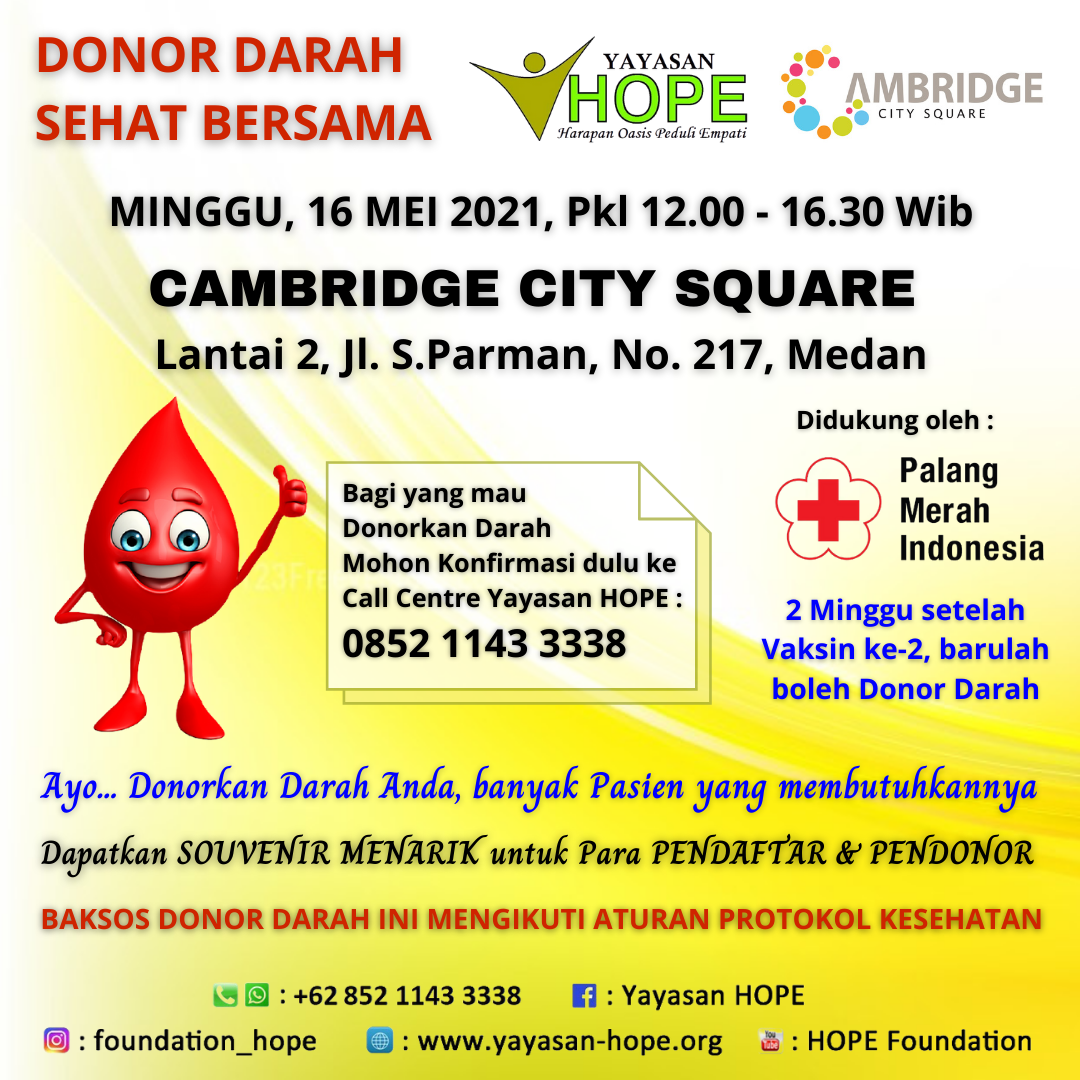 DONOR DARAH
SEHAT BERSAMA
YAYASAN
HOPE
Harapan Oasis Peduli Empati
CAMBRIDGE
CITY SQUARE
MINGGU, 16 MEI 2021, Pkl 12.00 - 16.30 Wib
CAMBRIDGE CITY SQUARE
Lantai 2, Jl. S.Parman, No. 217, Medan
Didukung oleh :
Palang
Merah
Indonesia
Bagi yang mau
Donorkan Darah
Mohon Konfirmasi dulu ke
Call Centre Yayasan HOPE :
0852 1143 3338
2 Minggu setelah
Vaksin ke-2, barulah
boleh Donor Darah
Ayo... Donorkan Darah Anda, banyak Pasien yang membutuhkannya
Dapatkan SOUVENIR MENARIK untuk Para PENDAFTAR & PENDONOR
BAKSOS DONOR DARAH INI MENGIKUTI ATURAN PROTOKOL KESEHATAN
: +62 852 1143 3338 : Yayasan HOPE
: foundation_hope : www.yayasan-hope.org You Tube : HOPE Foundation